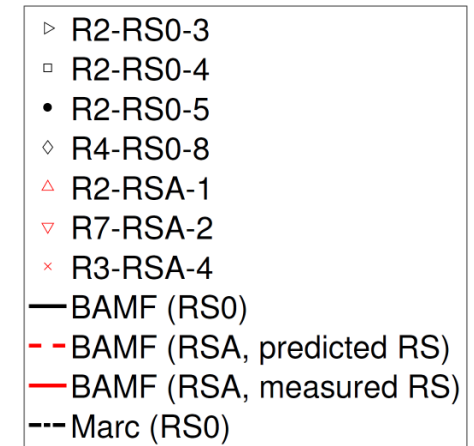 R2-RS0-3
R2-RS0-4
R2-RS0-5
R4-RS0-8
R2-RSA-1
R7-RSA-2
R3-RSA-4
BAMF (RS0)
BAMF (RSA, predicted RS)
BAMF (RSA, measured RS)
Marc (RS0)